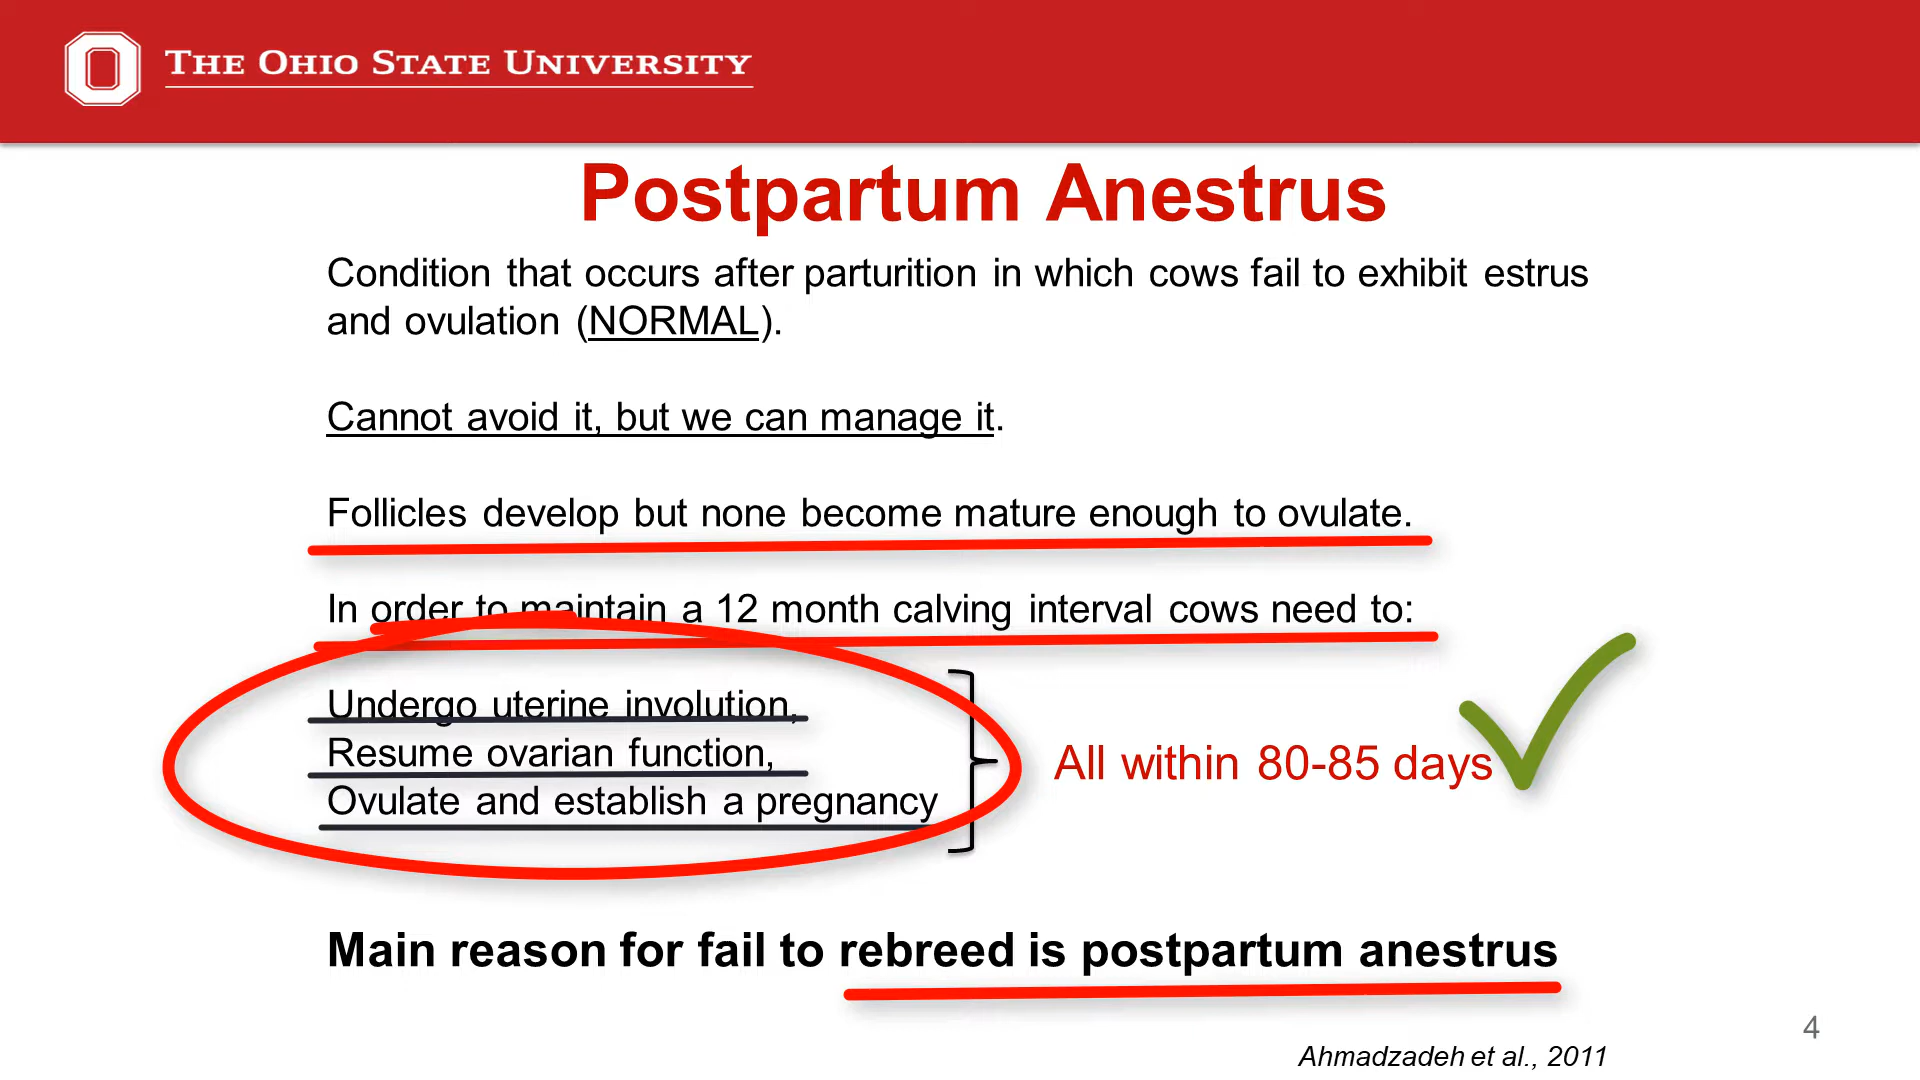 THE OHIO STATE UNIVERSITY
Postpartum Anestrus
Condition that occurs after parturition in which cows fail to exhibit estrus
and ovulation (NORMAL).
Cannot avoid it, but we can manage it.
Follicles develop but none become mature enough to ovulate.
In order to maintain a 12 month calving interval cows need to:
Undergo uterine involution,
Resume ovarian function,
Ovulate and establish a pregnancy
All within 80-85 days
Main reason for fail to rebreed is postpartum anestrus
4
Ahmadzadeh et al., 2011